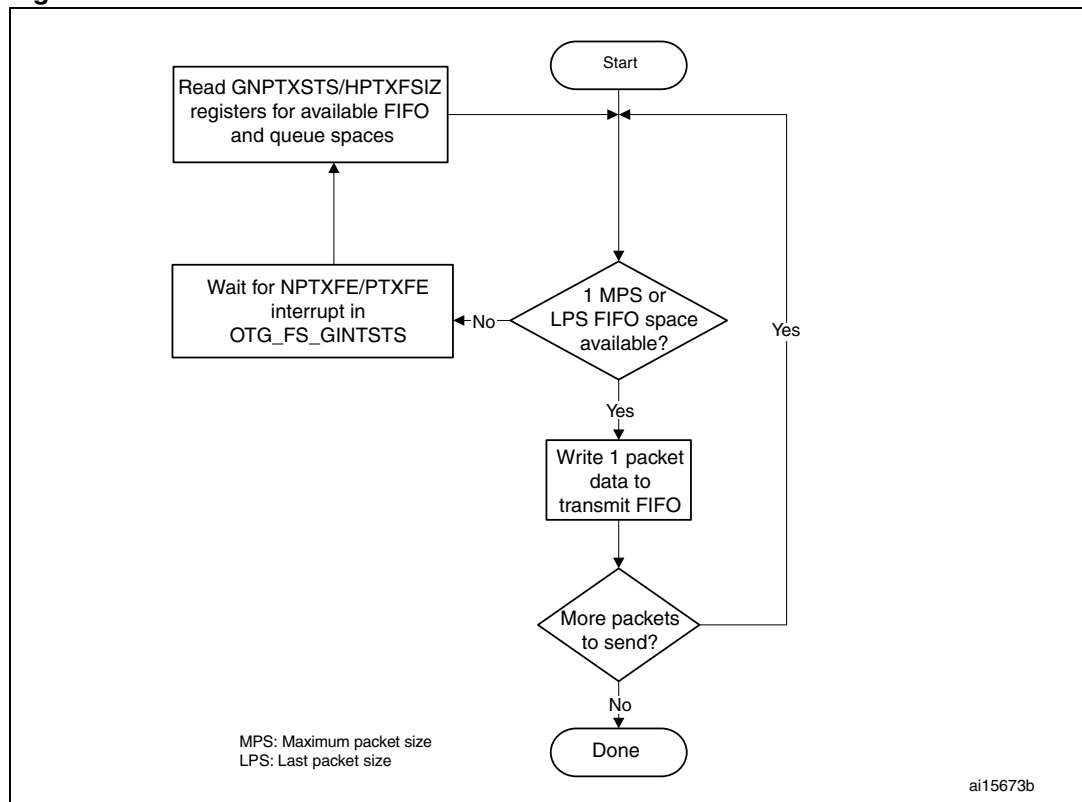 Start
Read GNPTXSTS/HPTXFSIZ
registers for available FIFO
and queue spaces
Wait for NPTXFE/PTXFE
interrupt in
OTG_FS_GINTSTS
No
1 MPS or
LPS FIFO space
available?
Yes
Yes
Write 1 packet
data to
transmit FIFO
More packets
to send?
No
Done
MPS: Maximum packet size
LPS: Last packet size
ai15673b